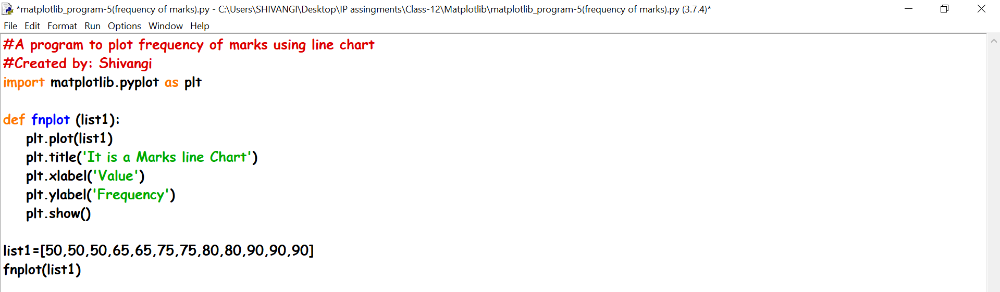 *matplotlib_program-5(frequency of marks).py - C:\Users\SHIVANGI\Desktop\IP assingments\Class-12\Matplotlib\matplotlib_program-5(frequency of marks).py (3.7.4)*
File Edit Format Run Options Window Help
#A program to plot frequency of marks using line chart
#Created by: Shivangi
import matplotlib.pyplot as plt
def fnplot (list1):
    plt.plot(list1)
    plt.title('It is a Marks line Chart')
    plt.xlabel('Value')
    plt.ylabel('Frequency')
    plt.show()
list1=[50,50,50,65,65,75,75,80,80,90,90,90]
fnplot(list1)